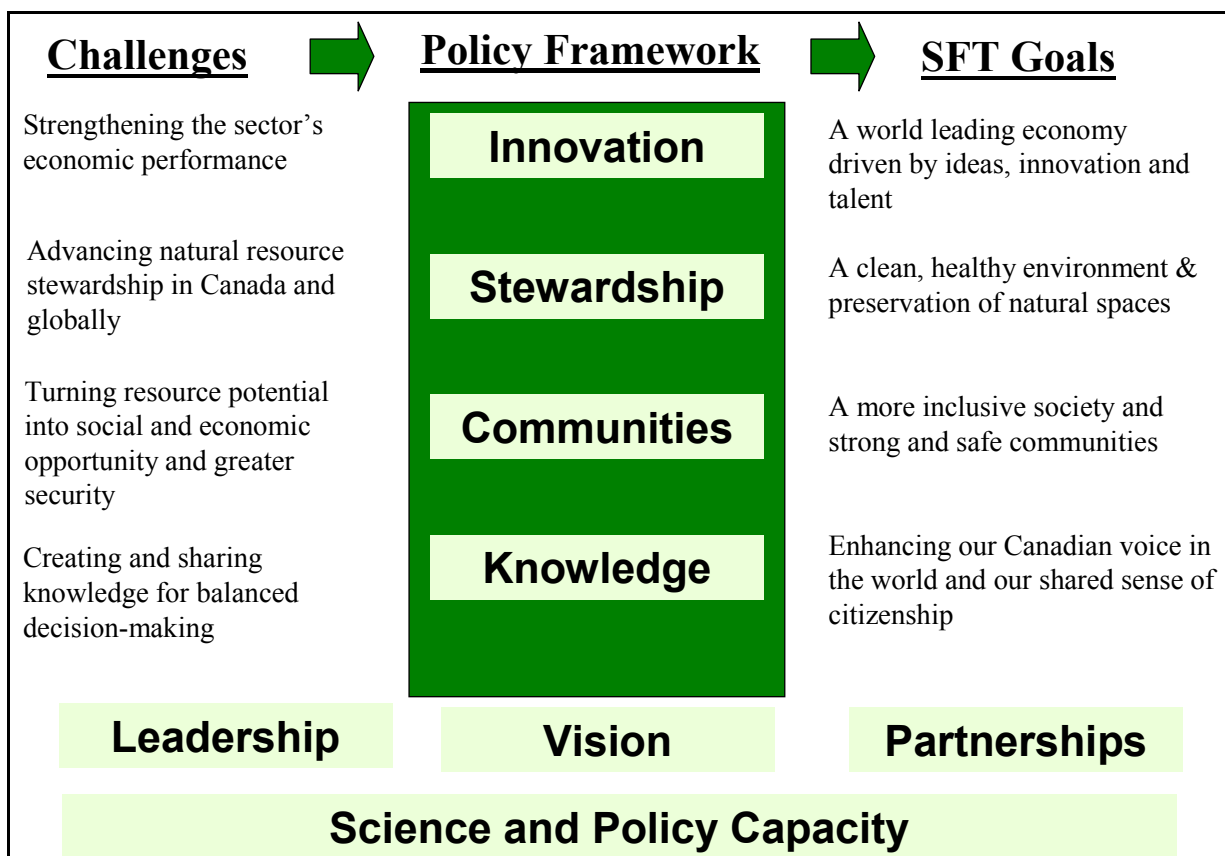 Challenges
Policy Framework
SFT Goals
Strengthening the sector’s
economic performance
Innovation
A world leading economy
driven by ideas, innovation and
talent
Advancing natural resource
stewardship in Canada and
globally
Stewardship
A clean, healthy environment &
preservation of natural spaces
Turning resource potential
into social and economic
opportunity and greater
security
Communities
A more inclusive society and
strong and safe communities
Creating and sharing
knowledge for balanced
decision-making
Knowledge
Enhancing our Canadian voice in
the world and our shared sense of
citizenship
Leadership
Vision
Partnerships
Science and Policy Capacity